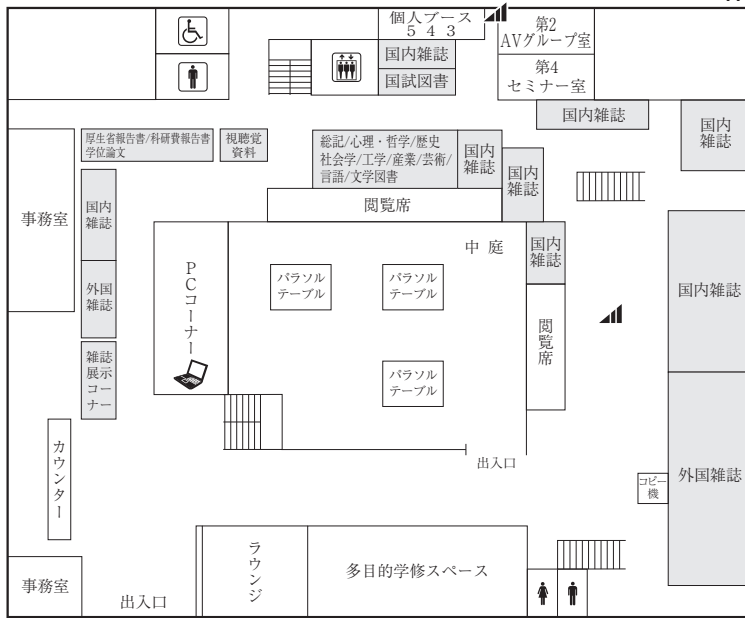 個人ブース
5 4 3
国内雑誌
国試図書
第2
AVグループ室
第4
セミナー室
国内雑誌
国内
雑誌
厚生省報告書/科研費報告書
学位論文
視聴覚
資料
総記/心理・哲学/歴史
社会学/工学/産業/芸術/
言語/文学図書
国内
雑誌
国内
雑誌
閲覧席
事務室
国内
雑誌
外国
雑誌
雑誌
展示
コー
ナー
PCコーナー
中 庭
国内
雑誌
パラソル
テーブル
パラソル
テーブル
パラソル
テーブル
閲覧席
国内雑誌
外国雑誌
カウンター
出入口
コピー
機
事務室
出入口
ラウンジ
多目的学修スペース